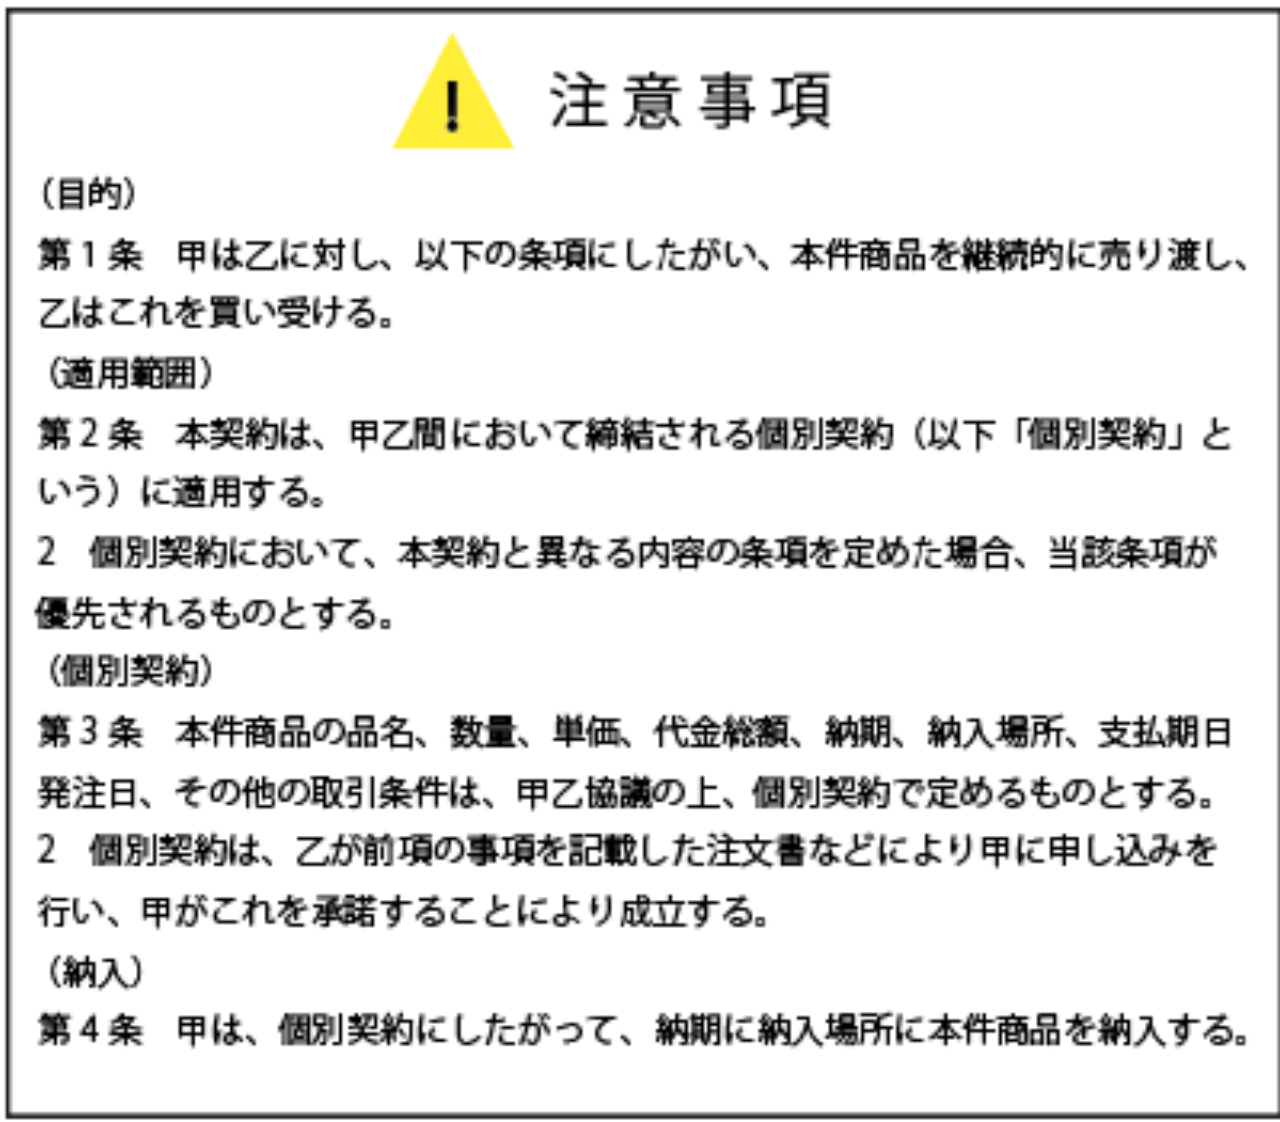 ! 注意事項
（目的）
第1条　甲は乙に対し、以下の条項にしたがい、本件商品を継続的に売り渡し、
乙はこれを買い受ける。
（適用範囲）
第2条　本契約は、甲乙間において締結される個別契約（以下「個別契約」と
いう）に適用する。
2　個別契約において、本契約と異なる内容の条項を定めた場合、当該条項が
優先されるものとする。
（個別契約）
第3条　本件商品の品名、数量、単価、代金総額、納期、納入場所、支払期日
発注日、その他の取引条件は、甲乙協議の上、個別契約で定めるものとする。
2　個別契約は、乙が前項の事項を記載した注文書などにより甲に申し込みを
行い、甲がこれを承諾することにより成立する。
（納入）
第4条　甲は、個別契約にしたがって、納期に納入場所に本件商品を納入する。